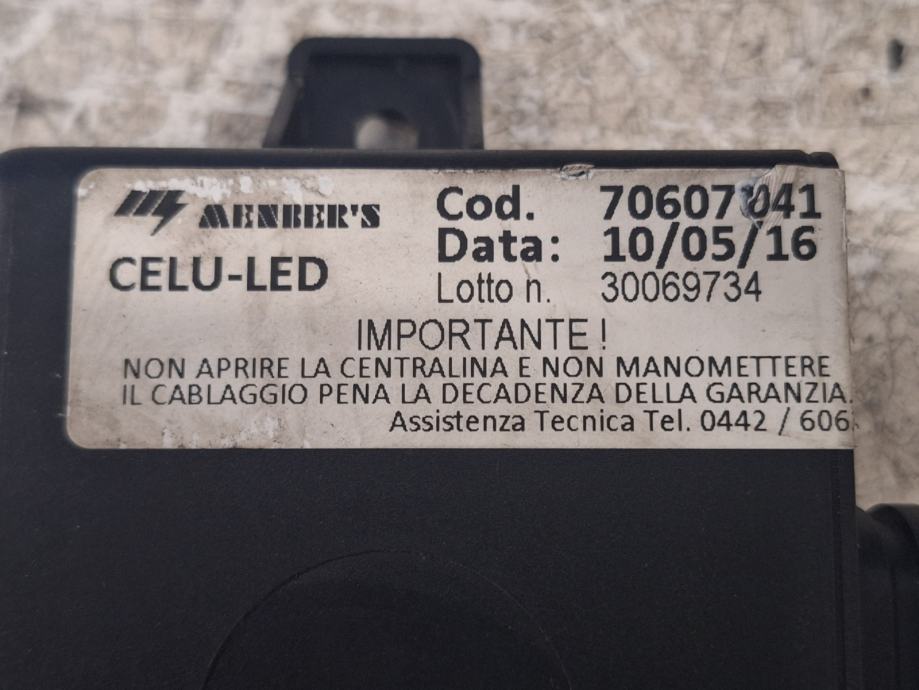 MENBER'S
CELU-LED
Cod. 70607041
Data: 10/05/16
Lotto n. 30069734
IMPORTANTE!
NON APRIRE LA CENTRALINA E NON MANOMETTERE
IL CABLAGGIO PENA LA DECADENZA DELLA GARANZIA.
Assistenza Tecnica Tel. 0442 / 606